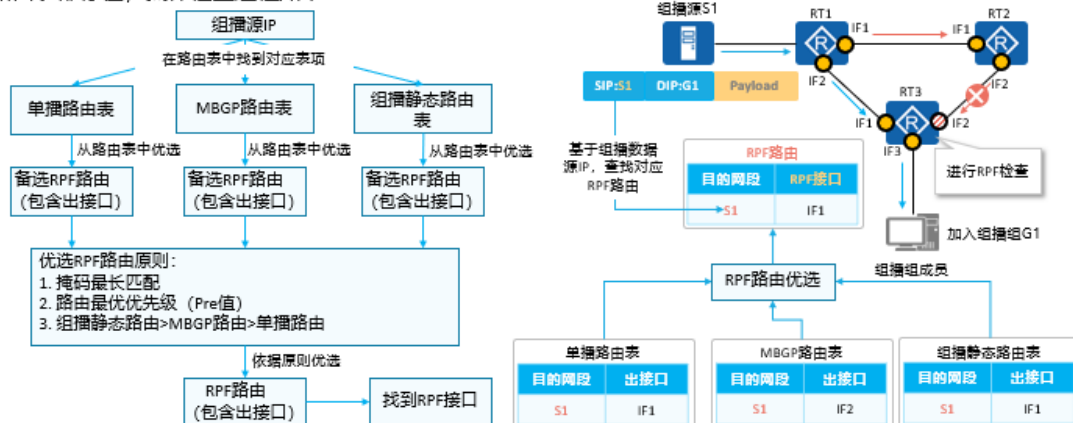 组播源IP
在路由表中找到对应表项
单播路由表
MBGP路由表
组播静态路由
表
从路由表中优选
从路由表中优选
从路由表中优选
备选RPF路由
（包含出接口）
备选RPF路由
（包含出接口）
备选RPF路由
（包含出接口）
优选RPF路由原则：
1. 掩码最长匹配
2. 路由最优优先级（Pre值）
3. 组播静态路由>MBGP路由>单播路由
依据原则优选
RPF路由
（包含出接口）
找到RPF接口
组播源S1
RT1
IF1
IF1
RT2
IF2
IF2
SIP:S1
DIP:G1
Payload
RT3
IF1
IF2
IF3
进行RPF检查
基于组播数据
源IP，查找对应
RPF路由
RPF路由
目的网段
RPF接口
S1
IF1
加入组播组G1
组播组成员
RPF路由优选
单播路由表
目的网段
出接口
S1
IF1
MBGP路由表
目的网段
出接口
S1
IF2
组播静态路由表
目的网段
出接口
S1
IF1